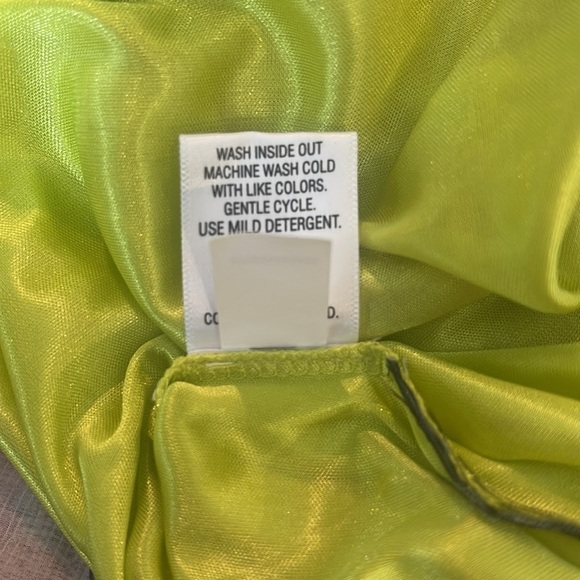 WASH INSIDE OUT
MACHINE WASH COLD
WITH LIKE COLORS.
GENTLE CYCLE.
USE MILD DETERGENT.